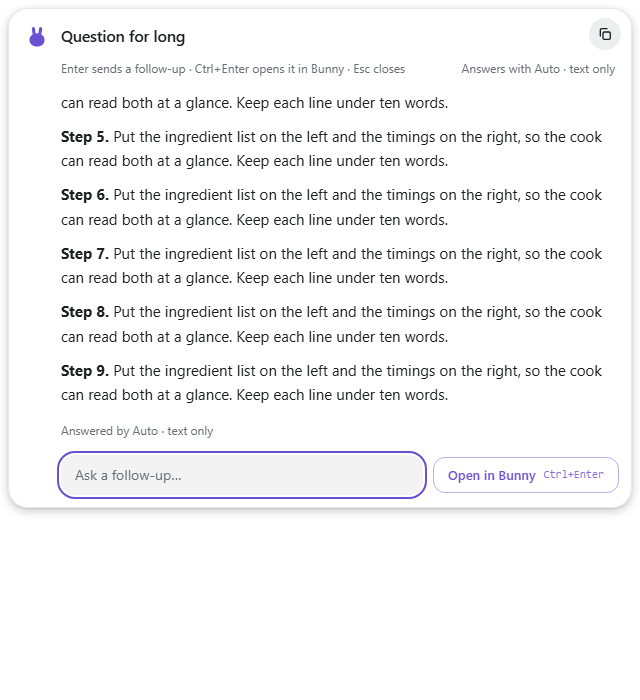 Question for long
Enter sends a follow-up · Ctrl+Enter opens it in Bunny · Esc closes
Answers with Auto · text only
can read both at a glance. Keep each line under ten words.
Step 5. Put the ingredient list on the left and the timings on the right, so the cook
can read both at a glance. Keep each line under ten words.
Step 6. Put the ingredient list on the left and the timings on the right, so the cook
can read both at a glance. Keep each line under ten words.
Step 7. Put the ingredient list on the left and the timings on the right, so the cook
can read both at a glance. Keep each line under ten words.
Step 8. Put the ingredient list on the left and the timings on the right, so the cook
can read both at a glance. Keep each line under ten words.
Step 9. Put the ingredient list on the left and the timings on the right, so the cook
can read both at a glance. Keep each line under ten words.
Answered by Auto · text only
Ask a follow-up...
Open in Bunny Ctrl+Enter